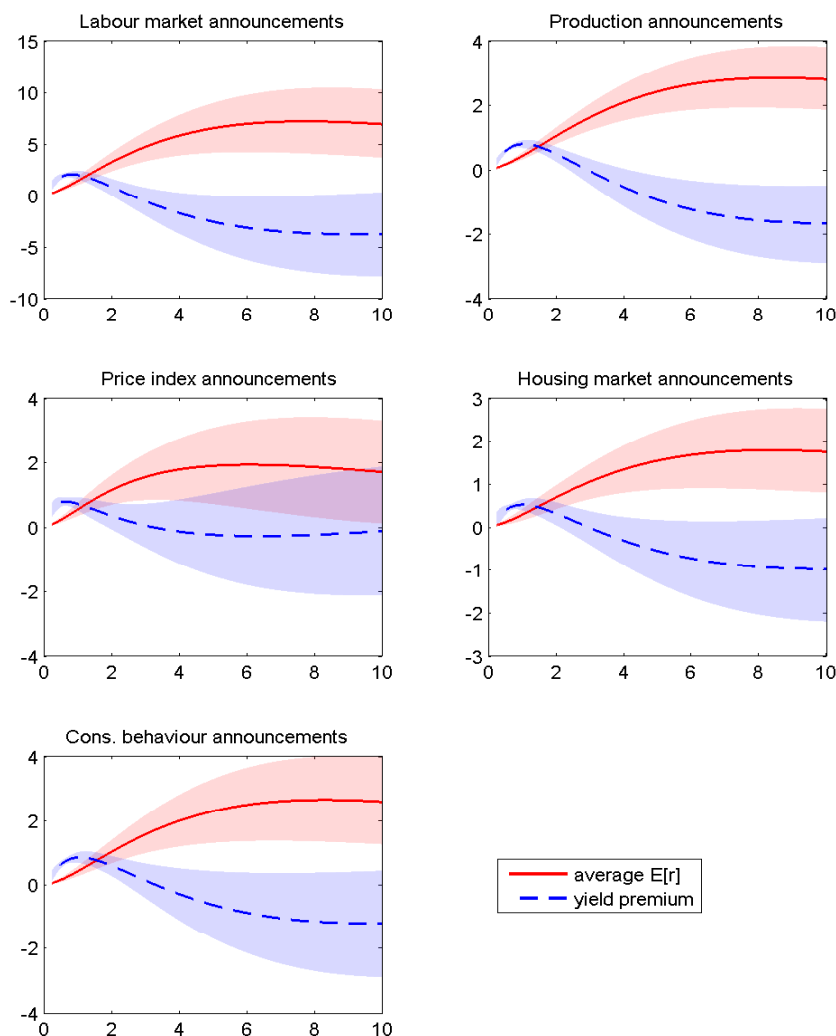 Labour market announcements
15
10
5
0
-5
-10
0 2 4 6 8 10
Production announcements
4
2
0
-2
-4
0 2 4 6 8 10
Price index announcements
4
2
0
-2
-4
0 2 4 6 8 10
Housing market announcements
3
2
1
0
-1
-2
-3
0 2 4 6 8 10
Cons. behaviour announcements
4
2
0
-2
-4
0 2 4 6 8 10
average E[r]
yield premium